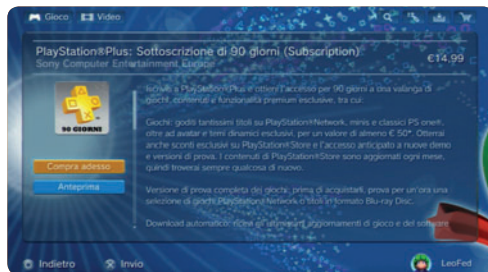 Gioco Video
PlayStation®Plus: Sottoscrizione di 90 giorni (Subscription)
€14,99
Sony Computer Entertainment Europe
Iscriviti a PlayStation®Plus e ottieni l'accesso per 90 giorni a una valanga di
giochi, contenuti e funzionalità premium esclusive, tra cui:
Giochi: goditi tantissimi titoli su PlayStation®Network, minis e classici PS one®,
oltre ad avatar e temi dinamici esclusivi, per un valore di almeno € 50*. Otterrai
anche sconti esclusivi su PlayStation®Store e l'accesso anticipato a nuove demo
e versioni di prova. I contenuti di PlayStation®Store sono aggiornati ogni mese,
quindi troverai sempre qualcosa di nuovo.
90 GIORNI
Compra adesso
Anteprima
Versione di prova completa dei giochi: prima di acquistarli, prova per un'ora una
selezione di giochi PlayStation®Network o titoli in formato Blu-ray Disc.
Download automatico: ricevi gli aggiornamenti di gioco e del software
Indietro Invio
LeoFed